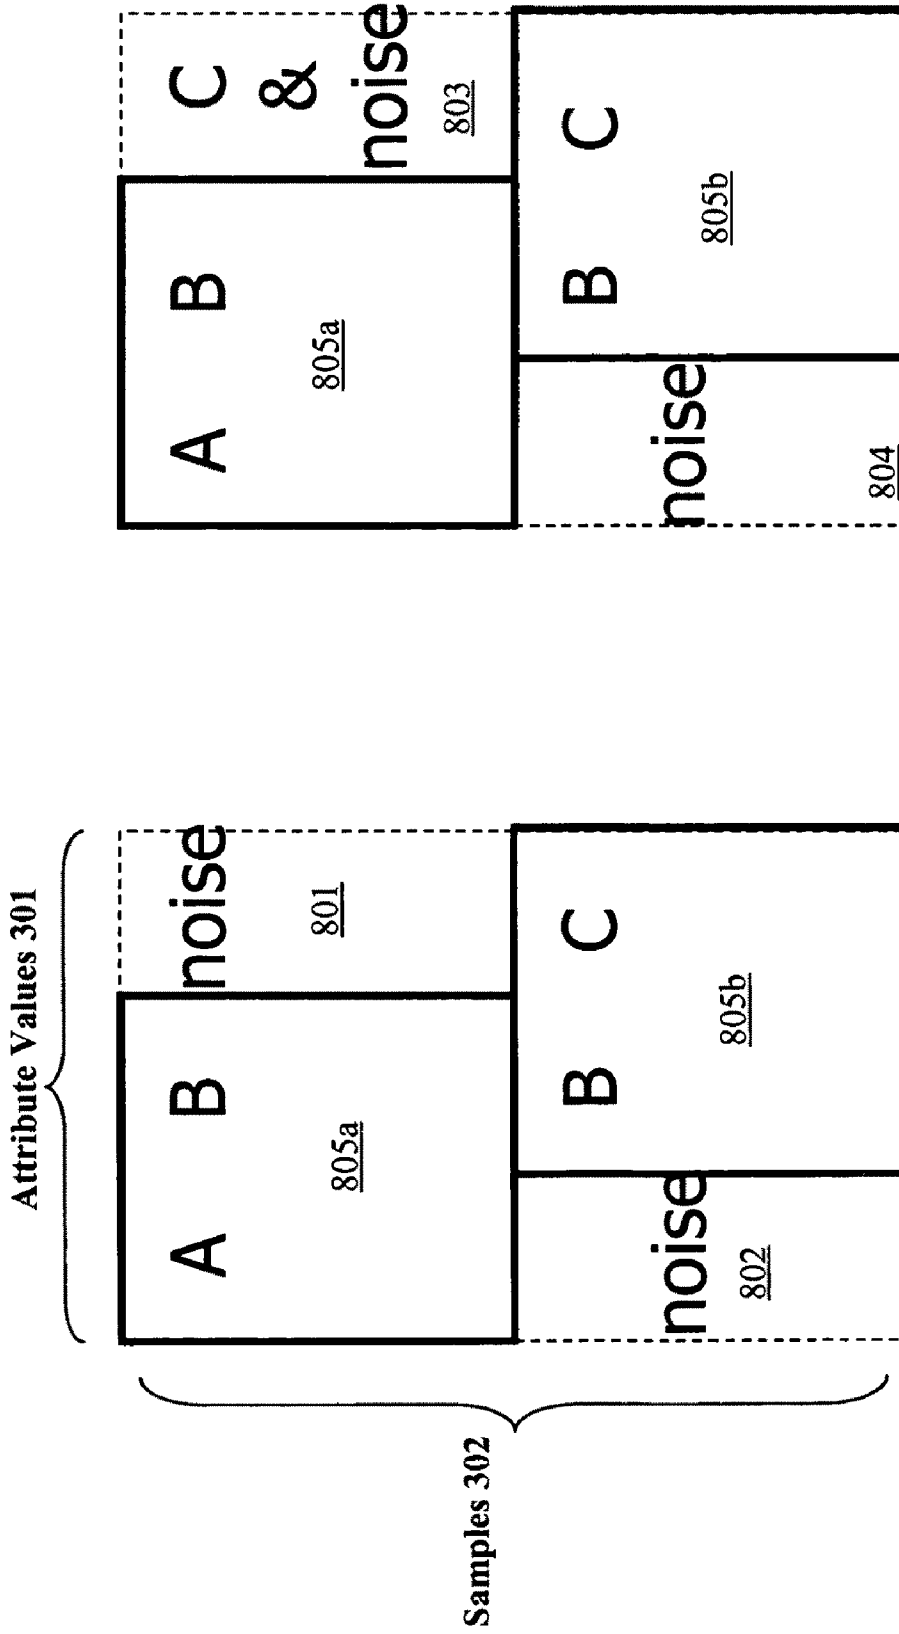 Attribute Values 301
Samples 302
A B
noise
805a
801
noise
B C
802
805b
A B
C
&
noise
805a
803
noise
B C
804
805b